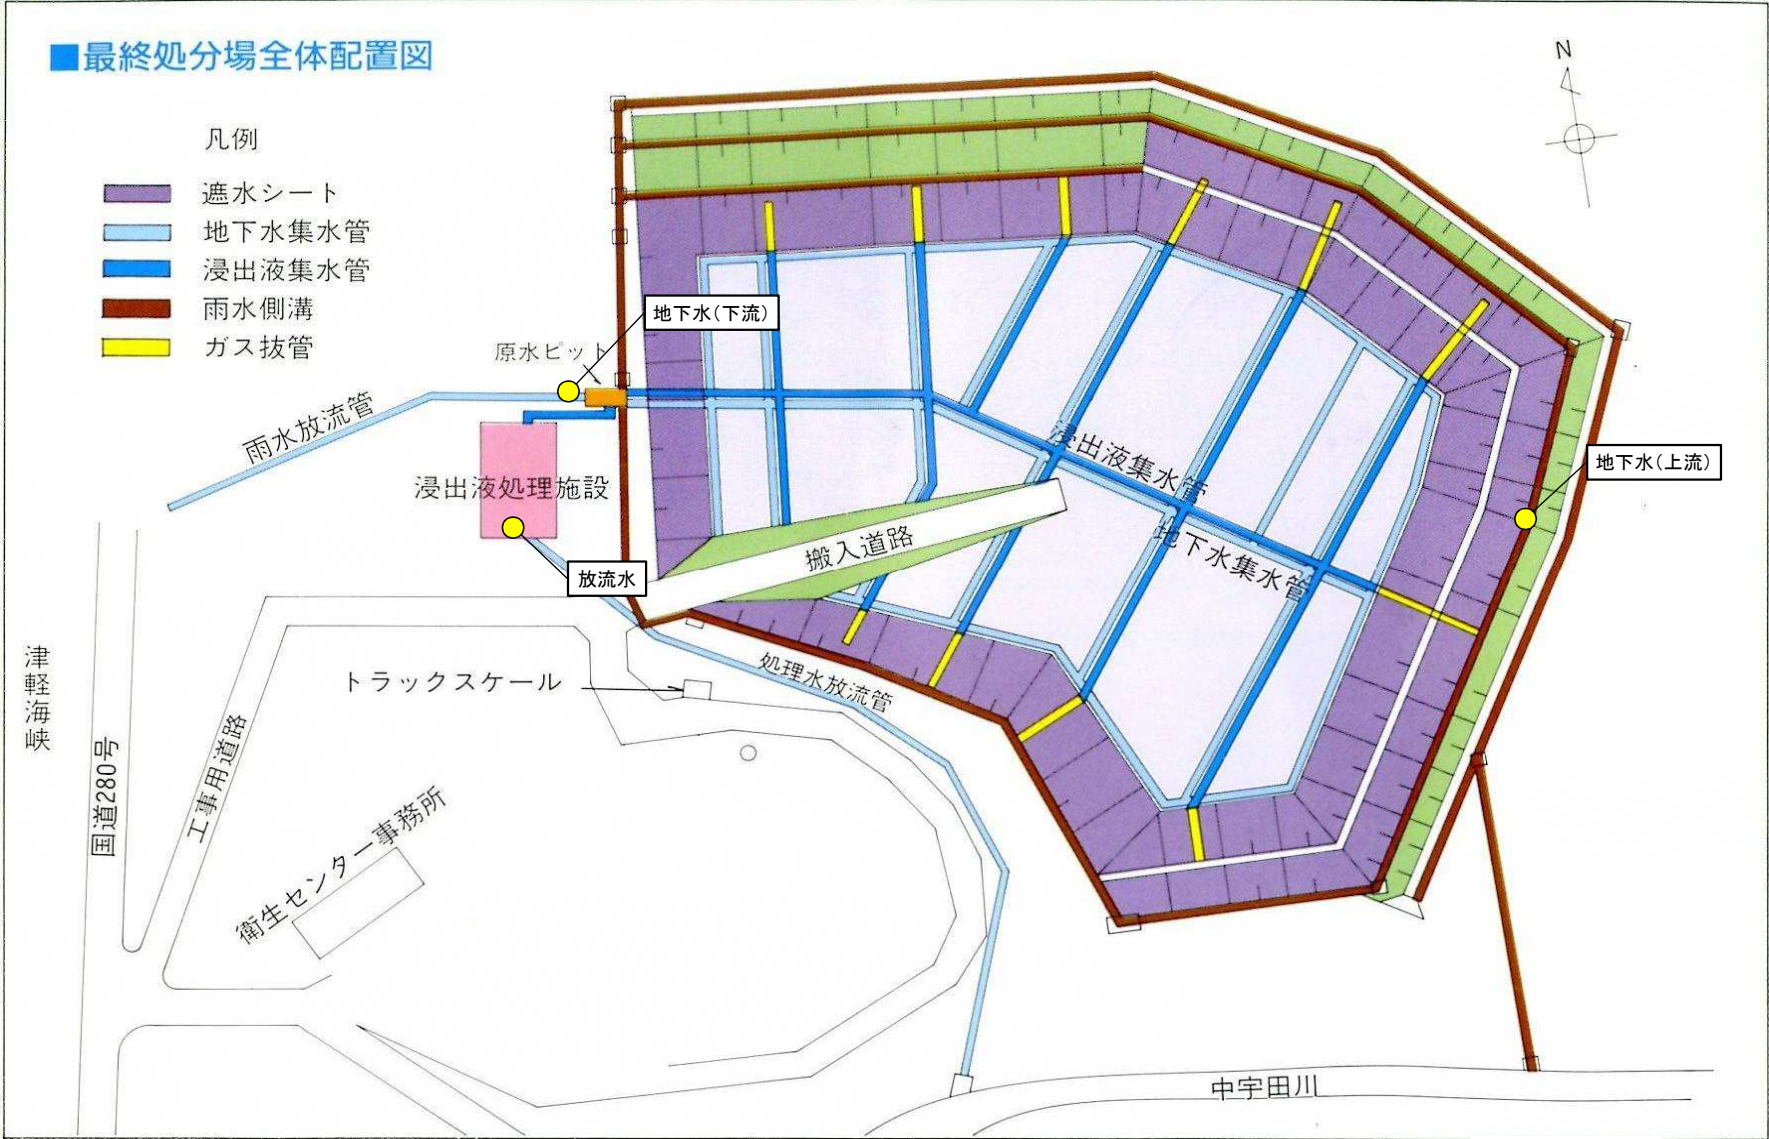 ■最終処分場全体配置図
凡例
遮水シート
地下水集水管
浸出液集水管
雨水側溝
ガス抜管
N
地下水(下流)
原水ピット
雨水放流管
浸出液処理施設
放流水
搬入道路
浸出液集水管
地下水集水管
地下水(上流)
処理水放流管
トラックスケール
津軽海峡
国道280号
工事用道路
衛生センター事務所
中宇田川